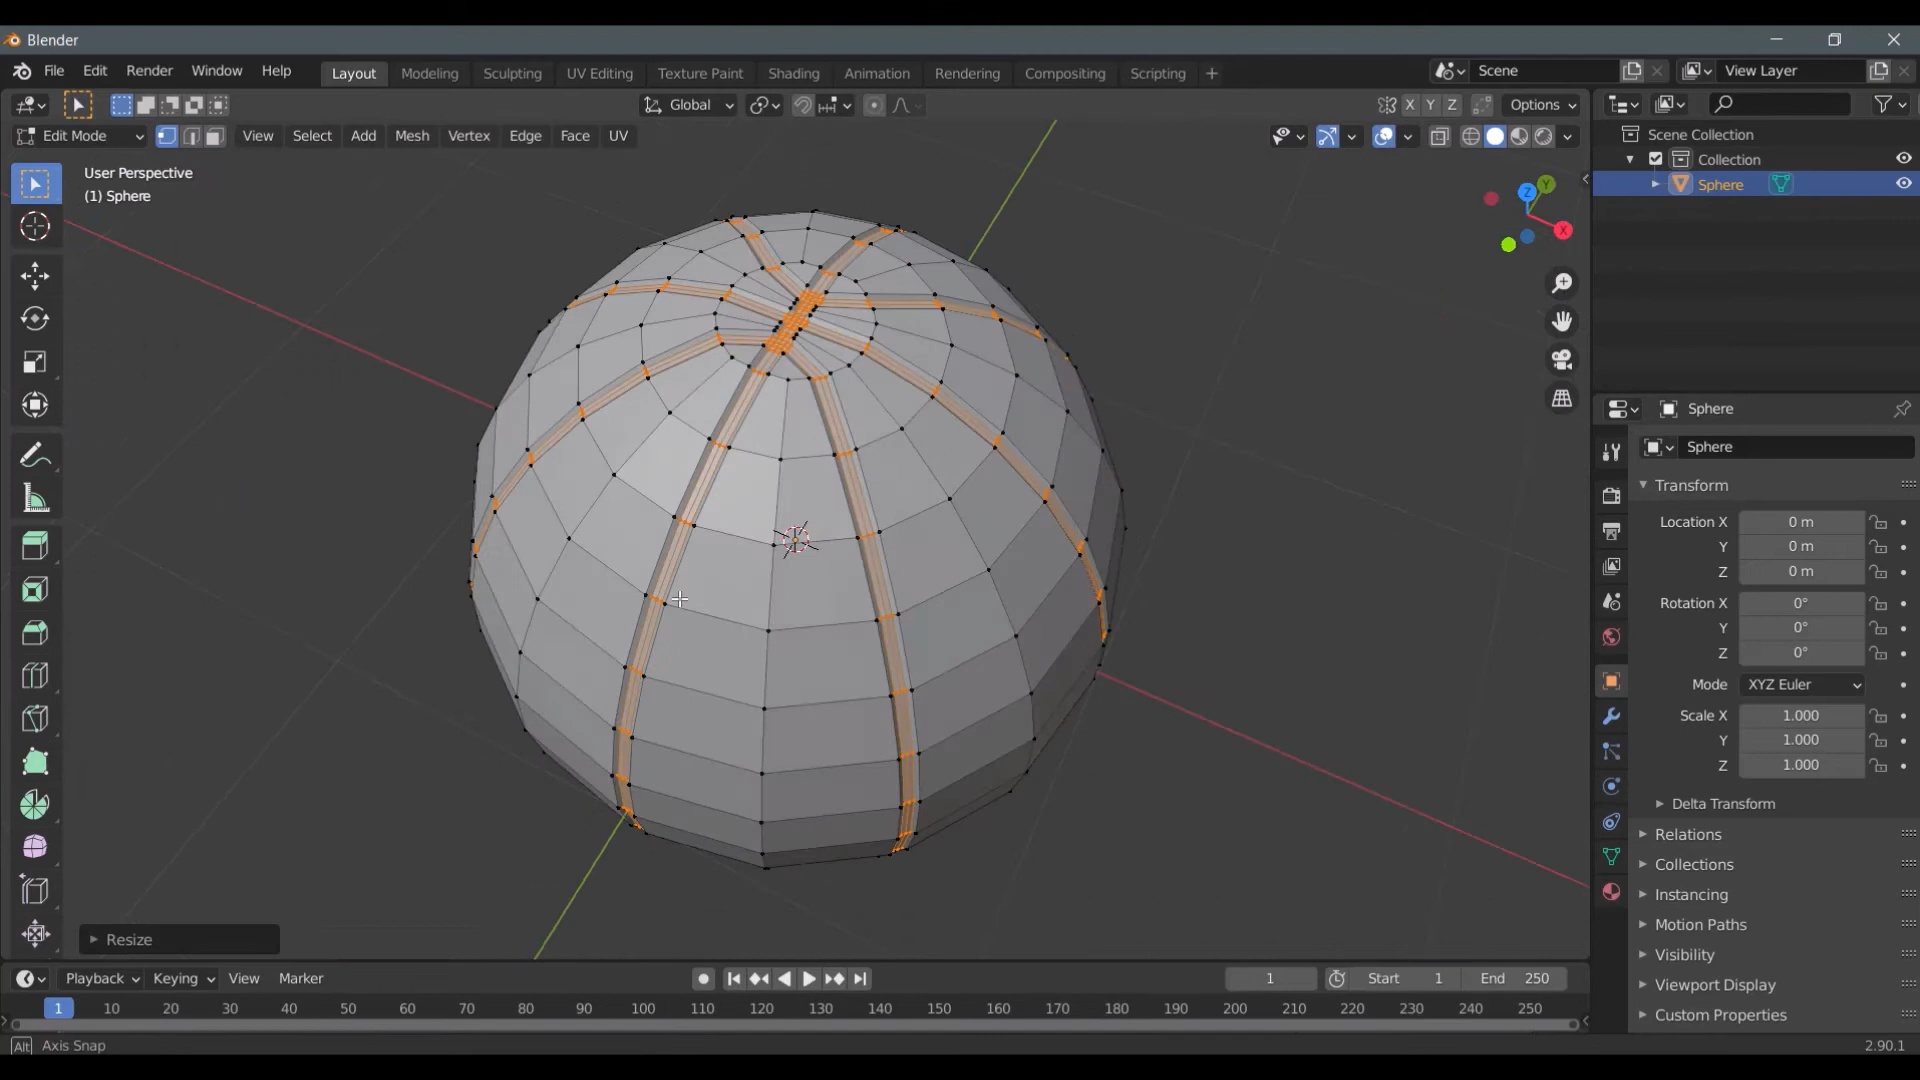 Blender
File Edit Render Window Help Layout Modeling Sculpting UV Editing Texture Paint Shading Animation Rendering Compositing Scripting + Scene View Layer
Global X Y Z Options
Edit Mode View Select Add Mesh Vertex Edge Face UV
Scene Collection
Collection
Sphere
User Perspective
(1) Sphere
Z Y X
Sphere
Sphere
Transform
Location X 0 m
Y 0 m
Z 0 m
Rotation X 0°
Y 0°
Z 0°
Mode XYZ Euler
Scale X 1.000
Y 1.000
Z 1.000
Delta Transform
Relations
Collections
Instancing
Motion Paths
Visibility
Viewport Display
Custom Properties
Resize
Playback Keying View Marker 1 Start 1 End 250
1 10 20 30 40 50 60 70 80 90 100 110 120 130 140 150 160 170 180 190 200 210 220 230 240 250
Alt Axis Snap 2.90.1